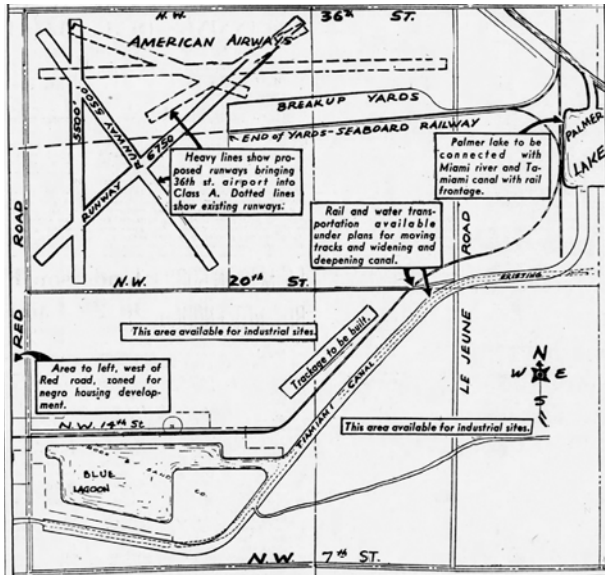 N.W. 36th ST.
AMERICAN AIRWAYS
BREAKUP YARDS
END OF YARDS-SEABOARD RAILWAY
5500'
RUNWAY 5500'
RUNWAY 6750
PALMER
LAKE
Heavy lines show pro-
posed runways bringing
36th st. airport into
Class A. Dotted lines
show existing runways.
Palmer lake to be
connected with
Miami river and Ta-
miami canal with rail
frontage.
Rail and water trans-
portation available
under plans for moving
tracks and widening and
deepening canal.
RED ROAD
LE JEUNE ROAD
N.W. 20th ST.
EXISTING
This area available for industrial sites.
Trackage to be built.
TAMIAMI CANAL
Area to left, west of
Red road, zoned for
negro housing develop-
ment.
N
W E
S
N.W. 14th St
This area available for industrial sites.
BLUE
LAGOON
CO.
N.W. 7th ST.